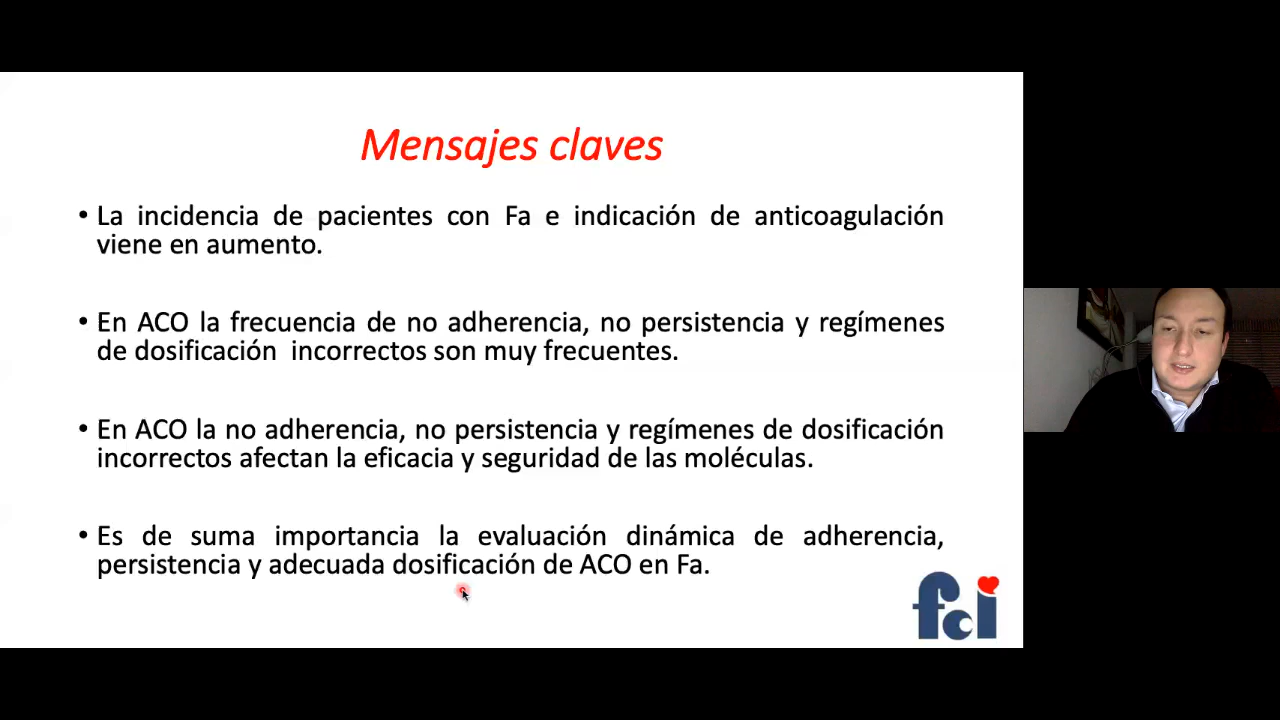 Mensajes claves
• La incidencia de pacientes con Fa e indicación de anticoagulación
viene en aumento.
• En ACO la frecuencia de no adherencia, no persistencia y regímenes
de dosificación incorrectos son muy frecuentes.
• En ACO la no adherencia, no persistencia y regímenes de dosificación
incorrectos afectan la eficacia y seguridad de las moléculas.
• Es de suma importancia la evaluación dinámica de adherencia,
persistencia y adecuada dosificación de ACO en Fa.
fci